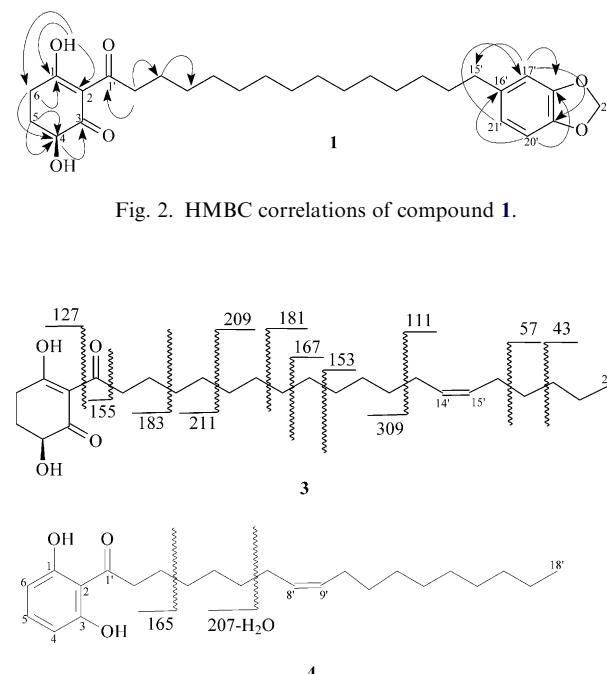 OH
O
1
1'
2
3
4
5
6
O
OH
1
15'
16'
17'
21'
20'
O
O
2
Fig. 2. HMBC correlations of compound 1.
127
209
181
111
57
43
167
153
155
183
211
309
OH
O
O
OH
14'
15'
2
3
OH
O
1
1'
2
3
4
5
6
OH
8'
9'
18'
165
207-H2O
4